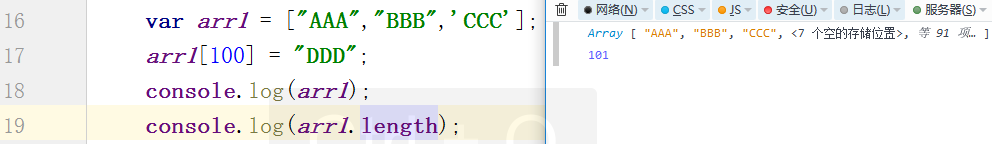 16 var arr1 = ["AAA","BBB",'CCC'];
17 arr1[100] = "DDD";
18 console.log(arr1);
19 console.log(arr1.length);
网络(N) CSS JS 安全(U) 日志(L) 服务器(S)
Array [ "AAA", "BBB", "CCC", <7 个空的存储位置>, 等 91 项… ]
101